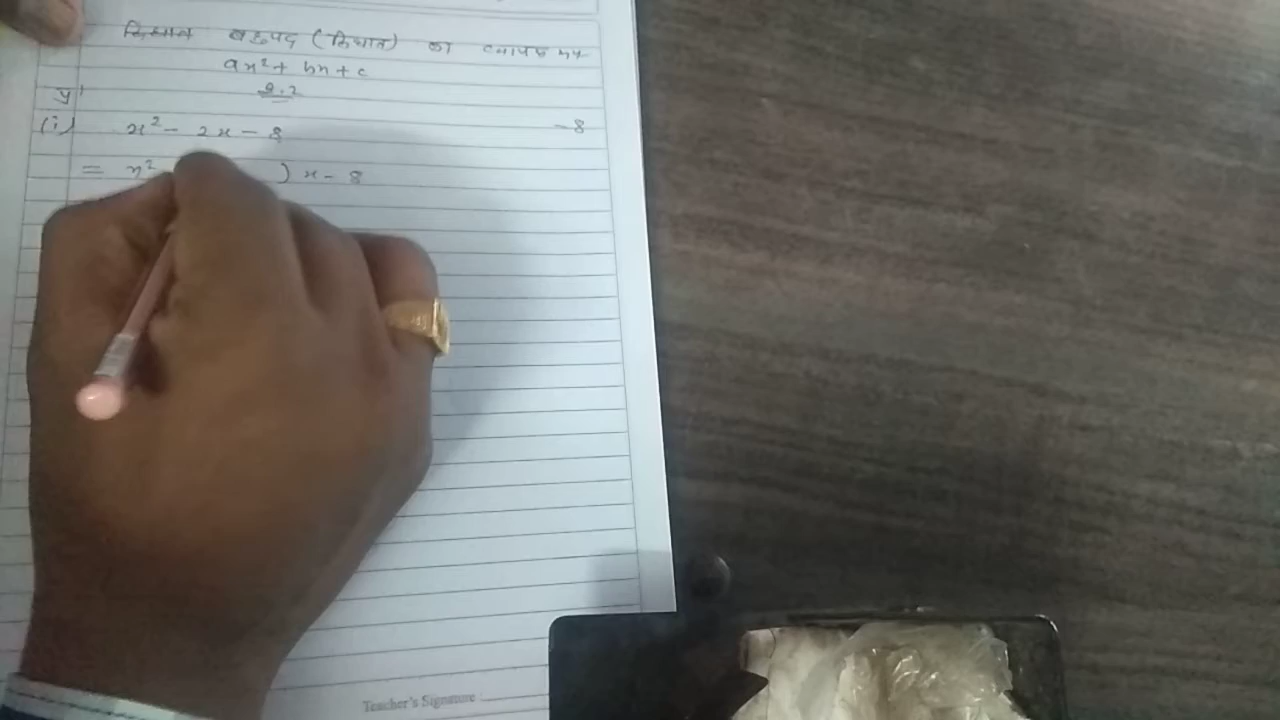 द्विघात बहुपद (द्विघात) का व्यापक रूप
ax² + bx + c
2.2
(i) x² - 2x - 8 -8
= x² ) x - 8
Teacher's Signature